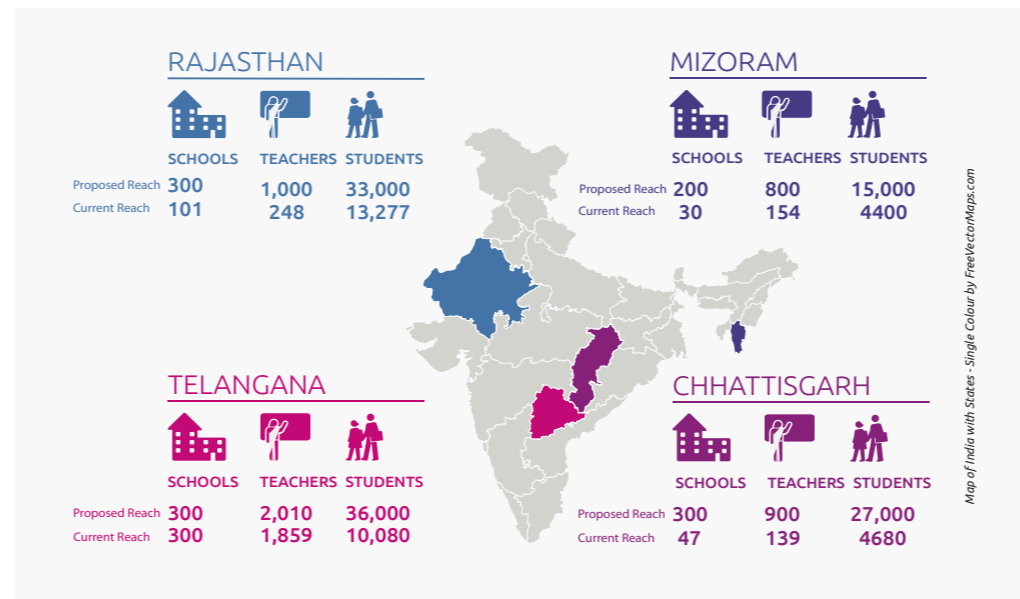 RAJASTHAN
SCHOOLS TEACHERS STUDENTS
Proposed Reach 300 1,000 33,000
Current Reach 101 248 13,277
MIZORAM
SCHOOLS TEACHERS STUDENTS
Proposed Reach 200 800 15,000
Current Reach 30 154 4400
TELANGANA
SCHOOLS TEACHERS STUDENTS
Proposed Reach 300 2,010 36,000
Current Reach 300 1,859 10,080
CHHATTISGARH
SCHOOLS TEACHERS STUDENTS
Proposed Reach 300 900 27,000
Current Reach 47 139 4680
Map of India with States - Single Colour by FreeVectorMaps.com